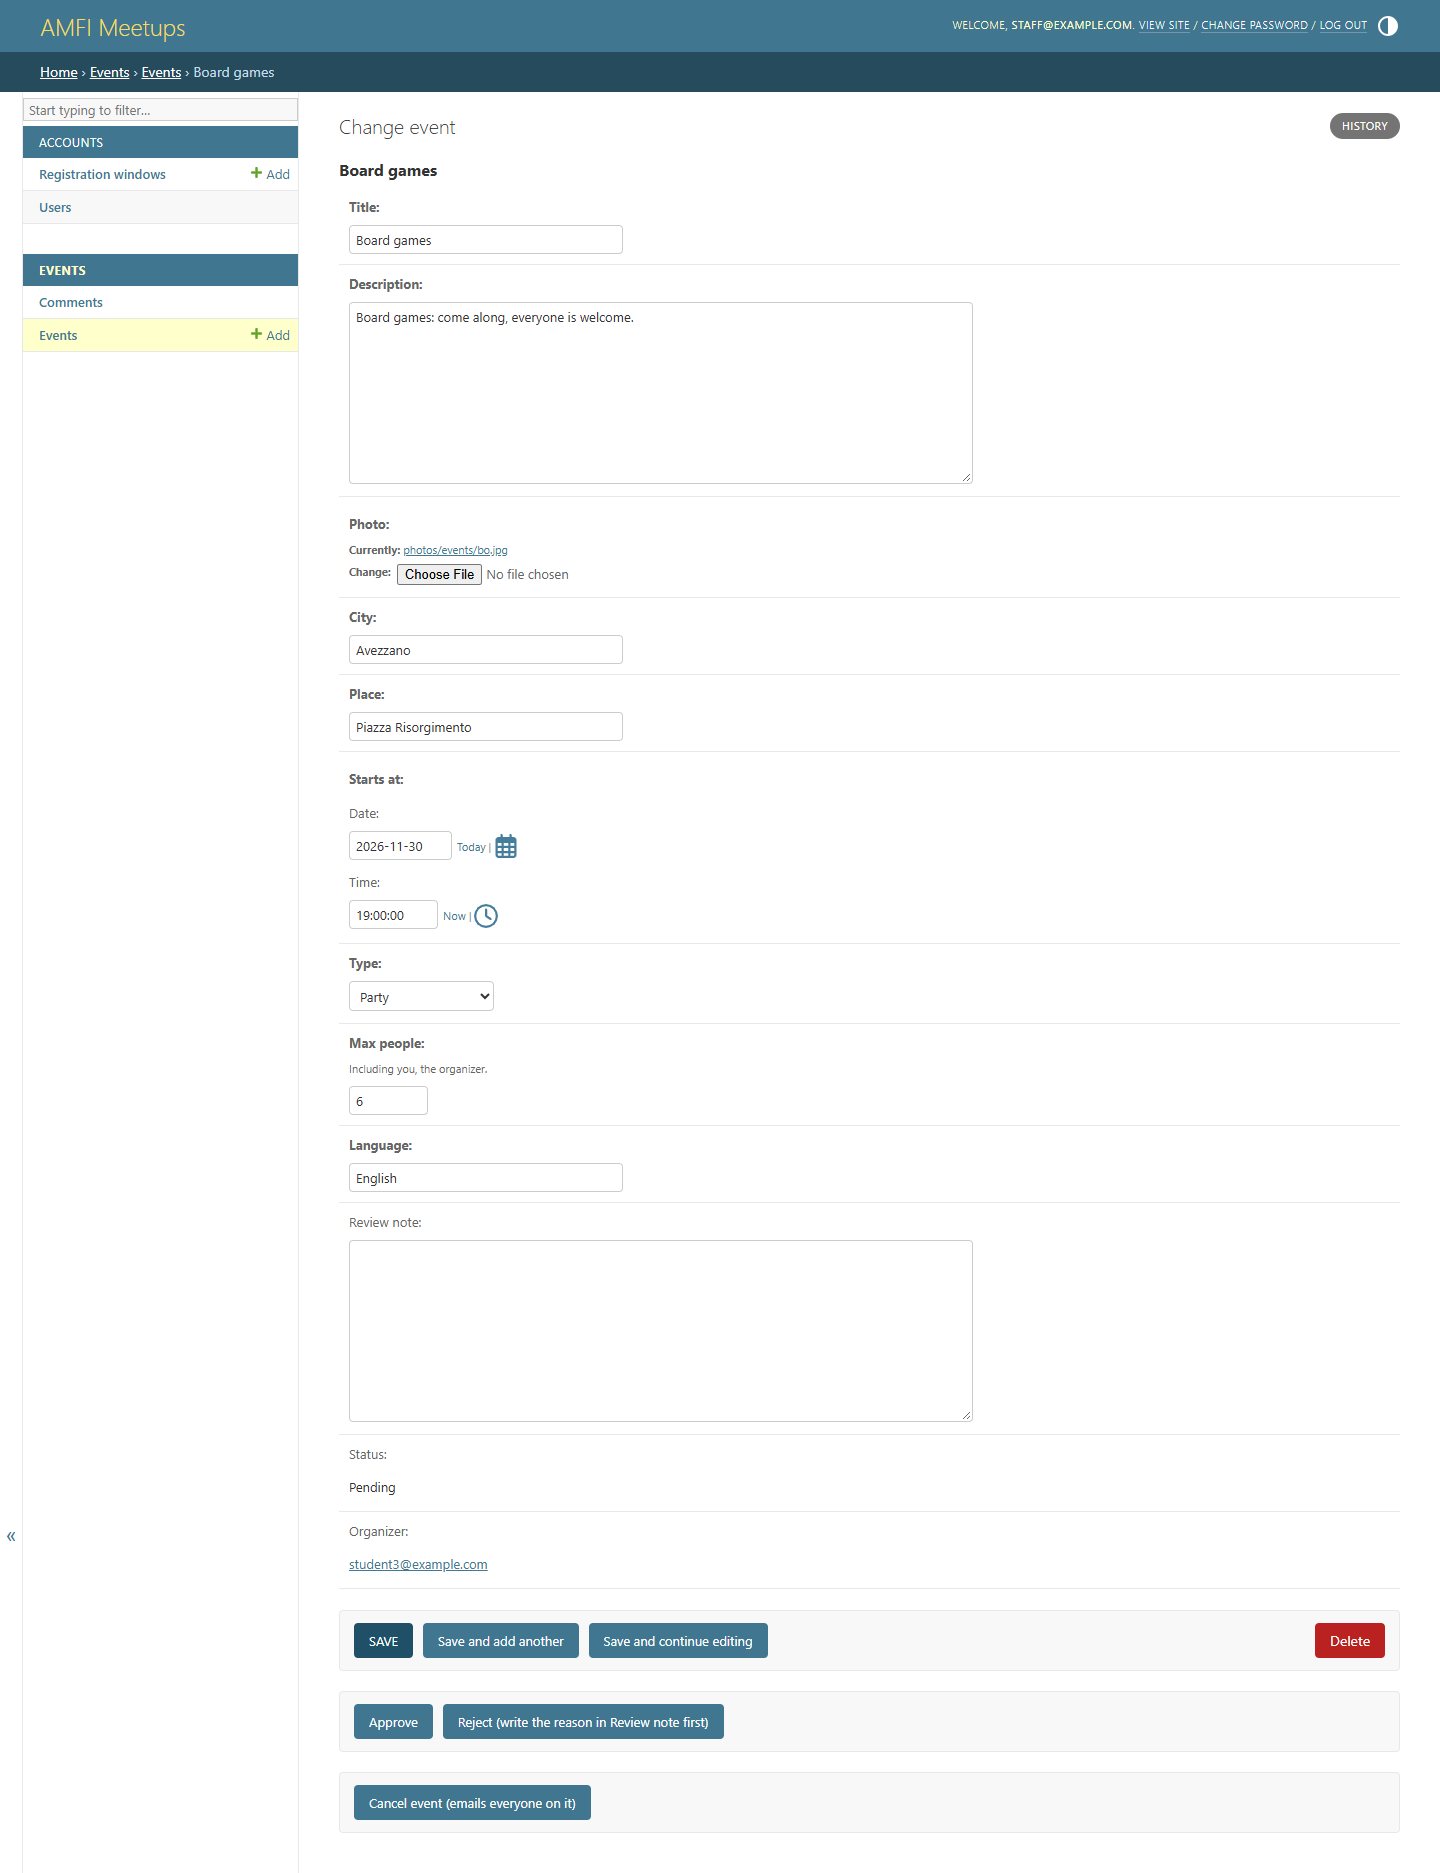 AMFI Meetups
WELCOME, STAFF@EXAMPLE.COM. VIEW SITE / CHANGE PASSWORD / LOG OUT
Home › Events › Events › Board games
Start typing to filter...
ACCOUNTS
Registration windows + Add
Users
EVENTS
Comments
Events + Add
«
Change event
HISTORY
Board games
Title:
Board games
Description:
Board games: come along, everyone is welcome.
Photo:
Currently: photos/events/bo.jpg
Change: Choose File No file chosen
City:
Avezzano
Place:
Piazza Risorgimento
Starts at:
Date:
2026-11-30 Today |
Time:
19:00:00 Now |
Type:
Party
Max people:
Including you, the organizer.
6
Language:
English
Review note:
Status:
Pending
Organizer:
student3@example.com
SAVE Save and add another Save and continue editing Delete
Approve Reject (write the reason in Review note first)
Cancel event (emails everyone on it)